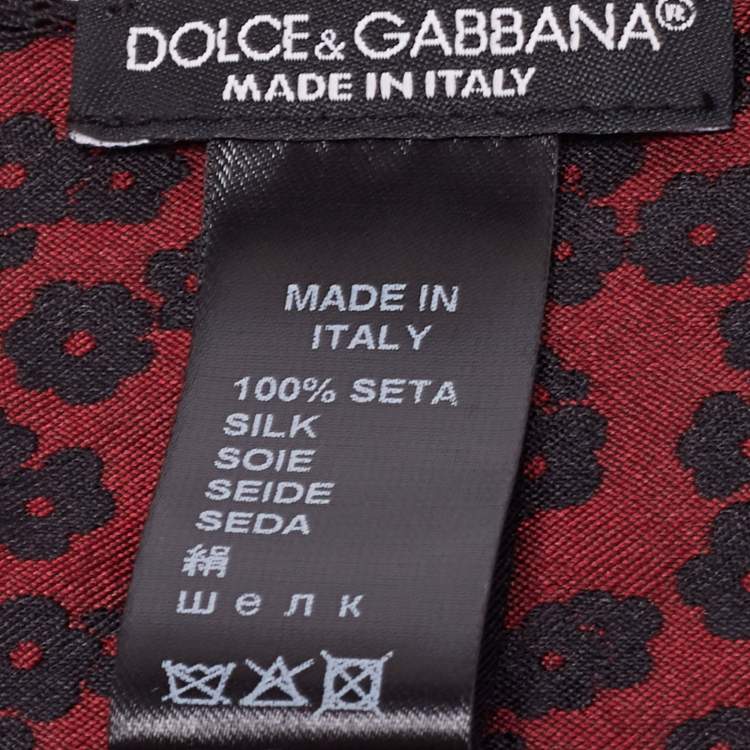 DOLCE&GABBANA®
MADE IN ITALY
MADE IN
ITALY
100% SETA
SILK
SOIE
SEIDE
SEDA
絹
шелк